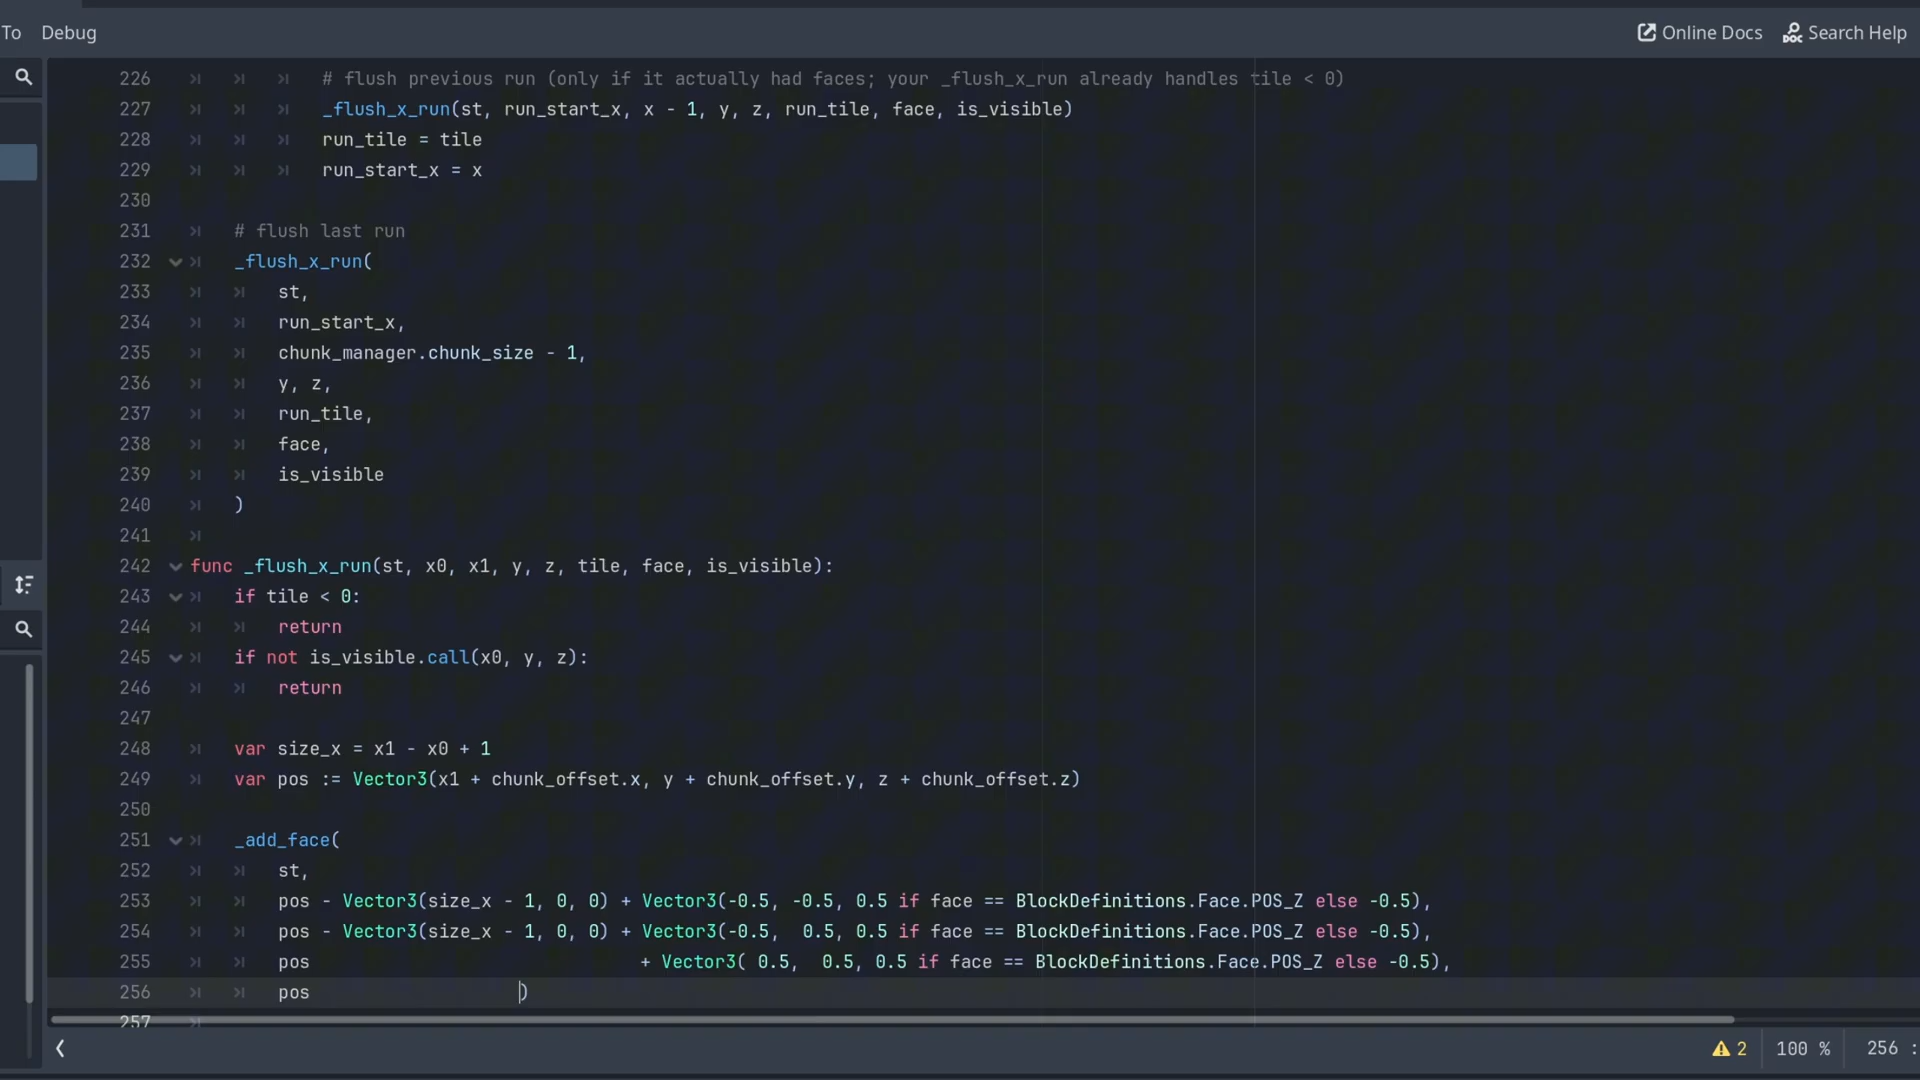 To Debug Online Docs Search Help
226 # flush previous run (only if it actually had faces; your _flush_x_run already handles tile < 0)
227 _flush_x_run(st, run_start_x, x - 1, y, z, run_tile, face, is_visible)
228 run_tile = tile
229 run_start_x = x
230
231 # flush last run
232 _flush_x_run(
233 st,
234 run_start_x,
235 chunk_manager.chunk_size - 1,
236 y, z,
237 run_tile,
238 face,
239 is_visible
240 )
241
242 func _flush_x_run(st, x0, x1, y, z, tile, face, is_visible):
243 if tile < 0:
244 return
245 if not is_visible.call(x0, y, z):
246 return
247
248 var size_x = x1 - x0 + 1
249 var pos := Vector3(x1 + chunk_offset.x, y + chunk_offset.y, z + chunk_offset.z)
250
251 _add_face(
252 st,
253 pos - Vector3(size_x - 1, 0, 0) + Vector3(-0.5, -0.5, 0.5 if face == BlockDefinitions.Face.POS_Z else -0.5),
254 pos - Vector3(size_x - 1, 0, 0) + Vector3(-0.5,  0.5, 0.5 if face == BlockDefinitions.Face.POS_Z else -0.5),
255 pos + Vector3( 0.5,  0.5, 0.5 if face == BlockDefinitions.Face.POS_Z else -0.5),
256 pos )
257
2 100 % 256 :